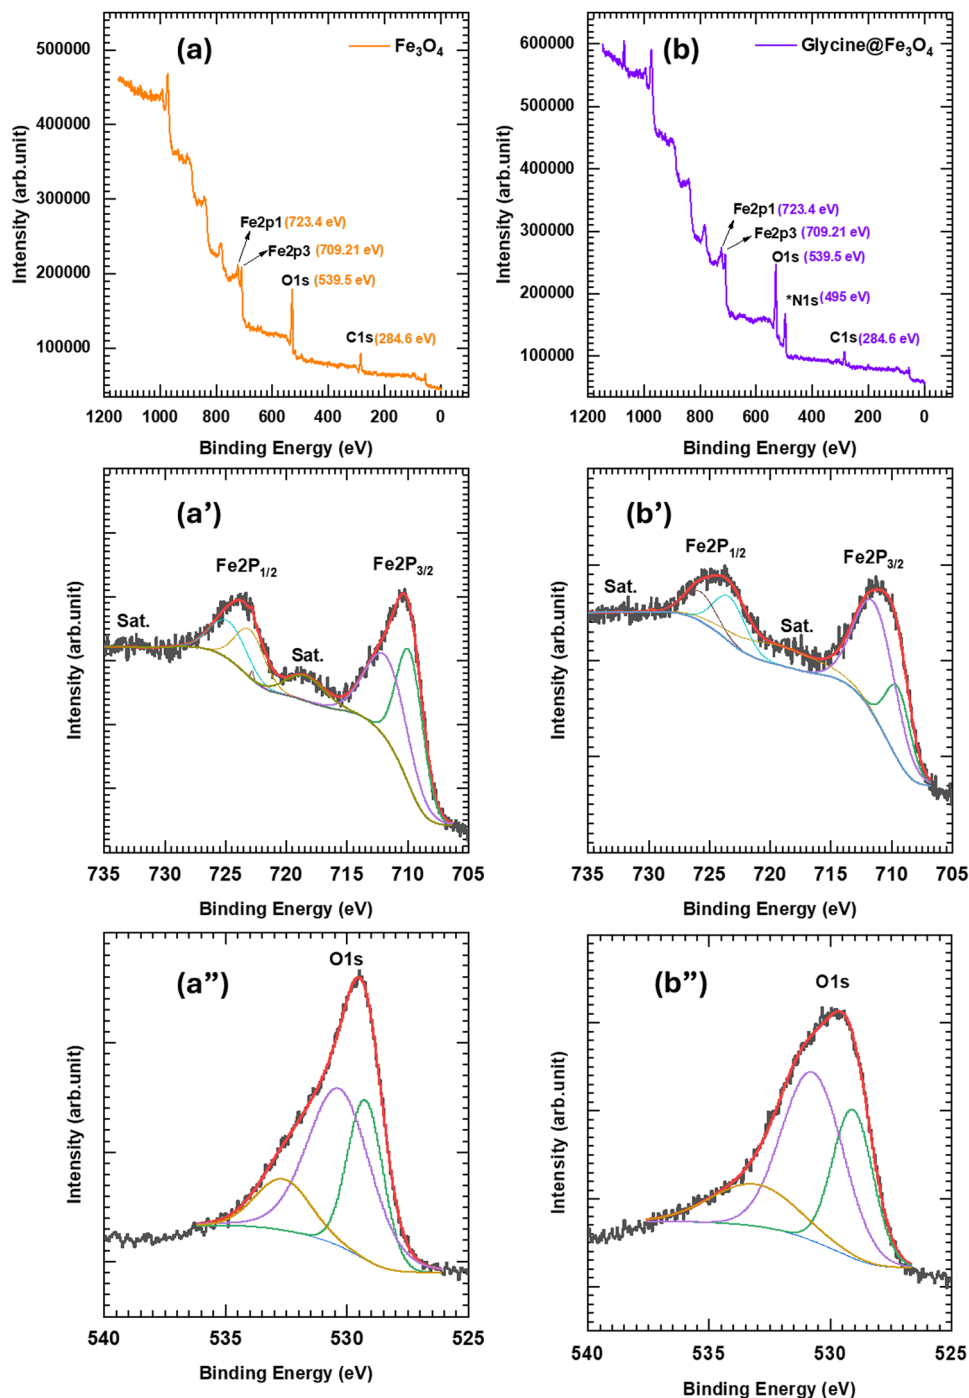 (a)
Fe₃O₄
500000
400000
300000
200000
100000
Intensity (arb.unit)
Fe2p1 (723.4 eV)
Fe2p3 (709.21 eV)
O1s (539.5 eV)
C1s (284.6 eV)
1200 1000 800 600 400 200 0
Binding Energy (eV)
(b)
Glycine@Fe₃O₄
600000
500000
400000
300000
200000
100000
Intensity (arb.unit)
Fe2p1 (723.4 eV)
Fe2p3 (709.21 eV)
O1s (539.5 eV)
*N1s (495 eV)
C1s (284.6 eV)
1200 1000 800 600 400 200 0
Binding Energy (eV)
(a')
Fe2P₁/₂
Fe2P₃/₂
Sat.
Sat.
Intensity (arb.unit)
735 730 725 720 715 710 705
Binding Energy (eV)
(b')
Fe2P₁/₂
Fe2P₃/₂
Sat.
Sat.
Intensity (arb.unit)
735 730 725 720 715 710 705
Binding Energy (eV)
(a")
O1s
Intensity (arb.unit)
540 535 530 525
Binding Energy (eV)
(b")
O1s
Intensity (arb.unit)
540 535 530 525
Binding Energy (eV)